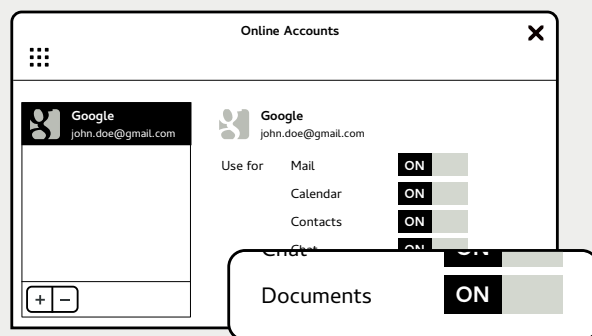 Online Accounts
Google
john.doe@gmail.com
Google
john.doe@gmail.com
Use for Mail ON
Calendar ON
Contacts ON
Chat ON
Documents ON